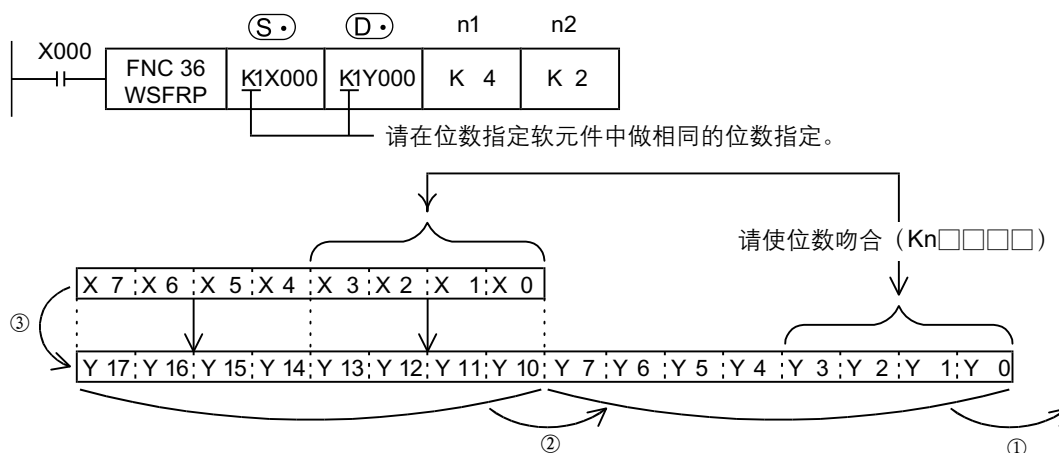 S· D· n1 n2
X000
FNC 36
WSFRP
K1X000 K1Y000 K 4 K 2
请在位数指定软元件中做相同的位数指定。
请使位数吻合（Kn□□□□）
X 7 X 6 X 5 X 4 X 3 X 2 X 1 X 0
③
Y 17 Y 16 Y 15 Y 14 Y 13 Y 12 Y 11 Y 10 Y 7 Y 6 Y 5 Y 4 Y 3 Y 2 Y 1 Y 0
② ①